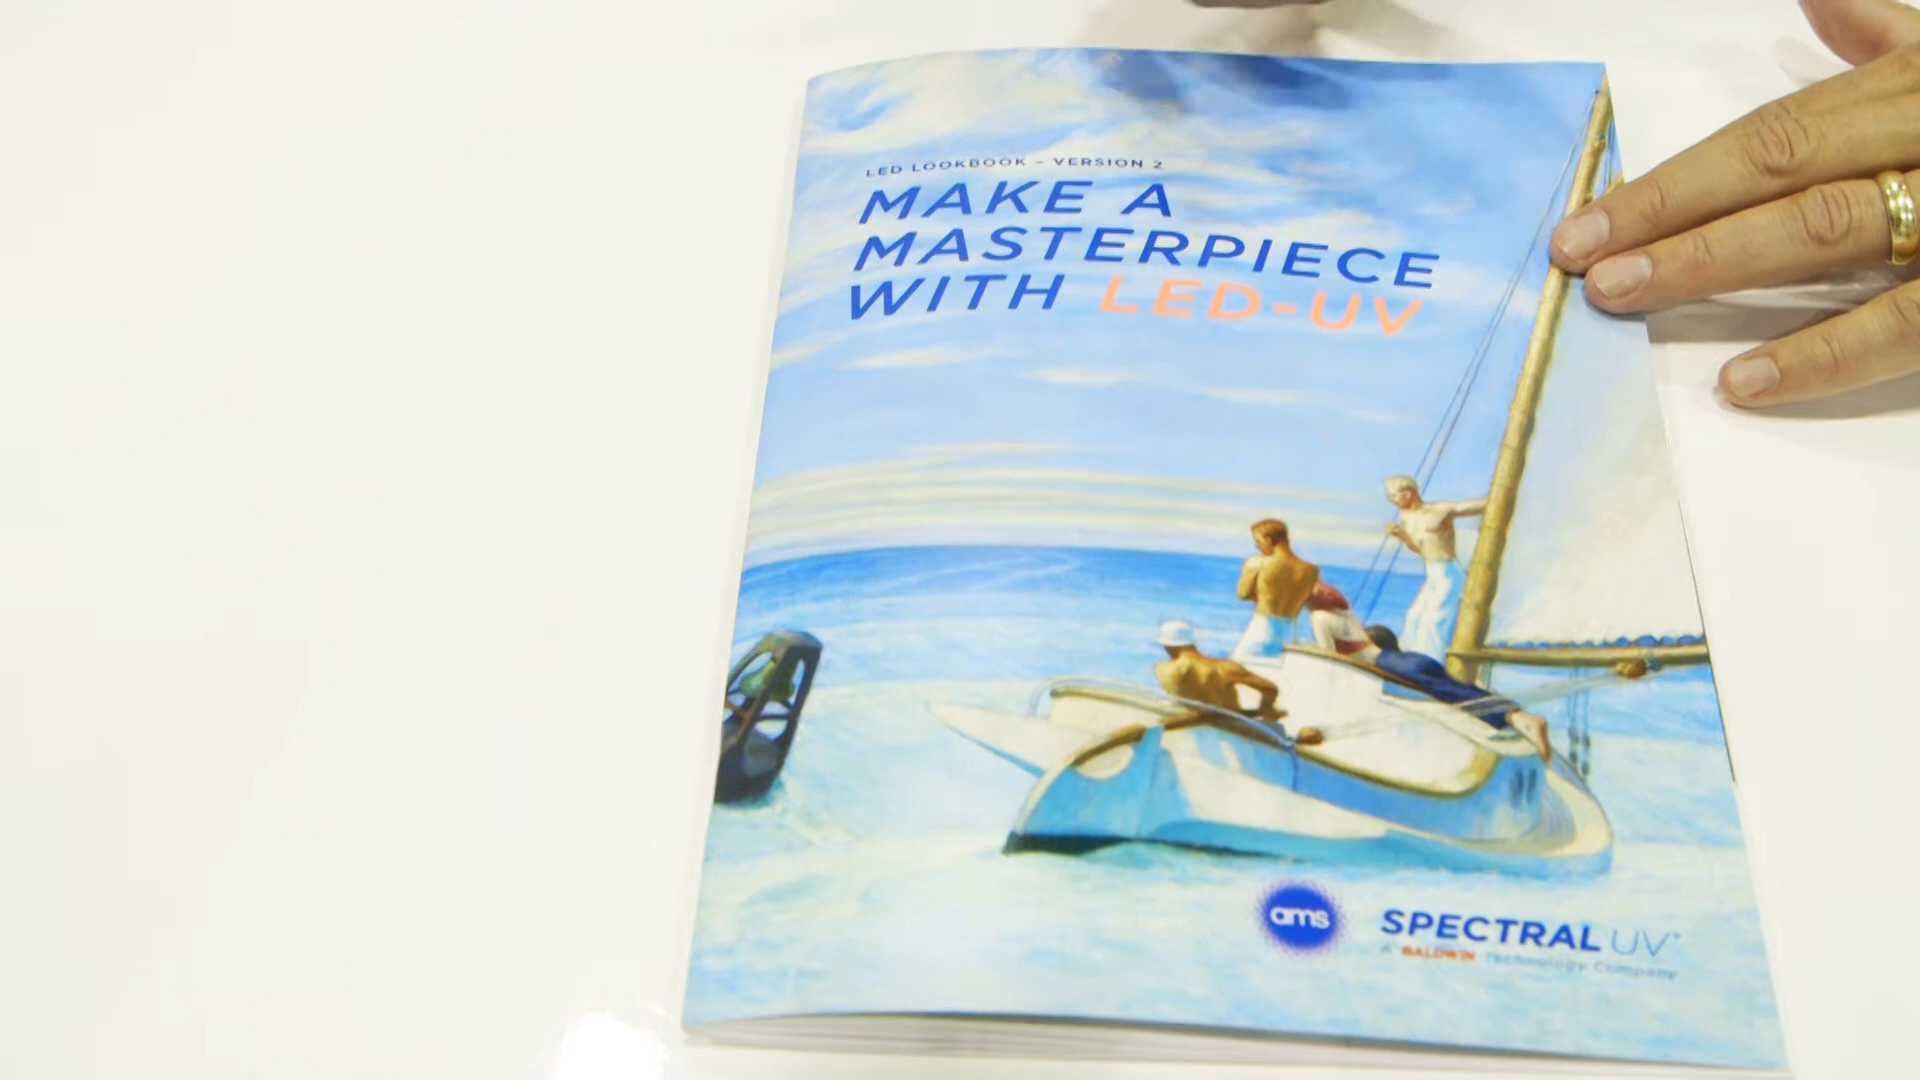 LED LOOKBOOK – VERSION 2
MAKE A
MASTERPIECE
WITH LED-UV
ams
SPECTRAL UV®
A BALDWIN Technology Company